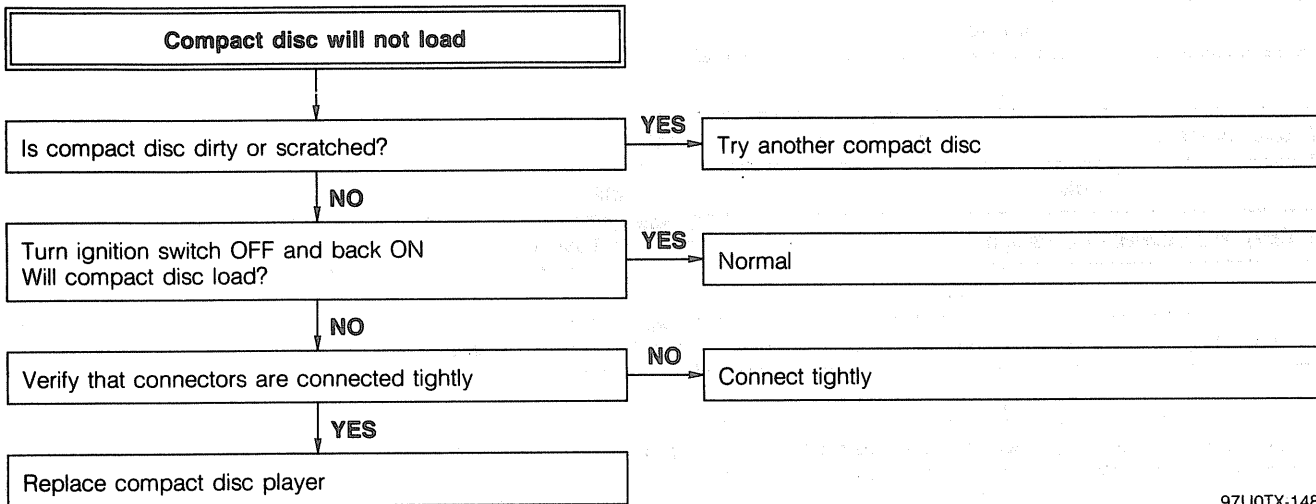 Compact disc will not load
Is compact disc dirty or scratched?
YES
Try another compact disc
NO
Turn ignition switch OFF and back ON
Will compact disc load?
YES
Normal
NO
Verify that connectors are connected tightly
NO
Connect tightly
YES
Replace compact disc player